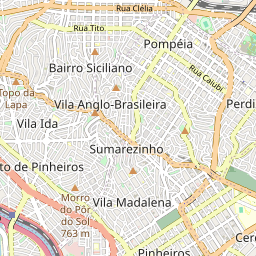 Rua Clélia
Rua Tito
Pompéia
Bairro Siciliano
Rua Caiubi
Topo da
Lapa
Vila Anglo-Brasileira
Perdi
Vila Ida
Sumarezinho
to de Pinheiros
Morro
do Pôr
do Sol
763 m
Vila Madalena
Pinheiros
Cer